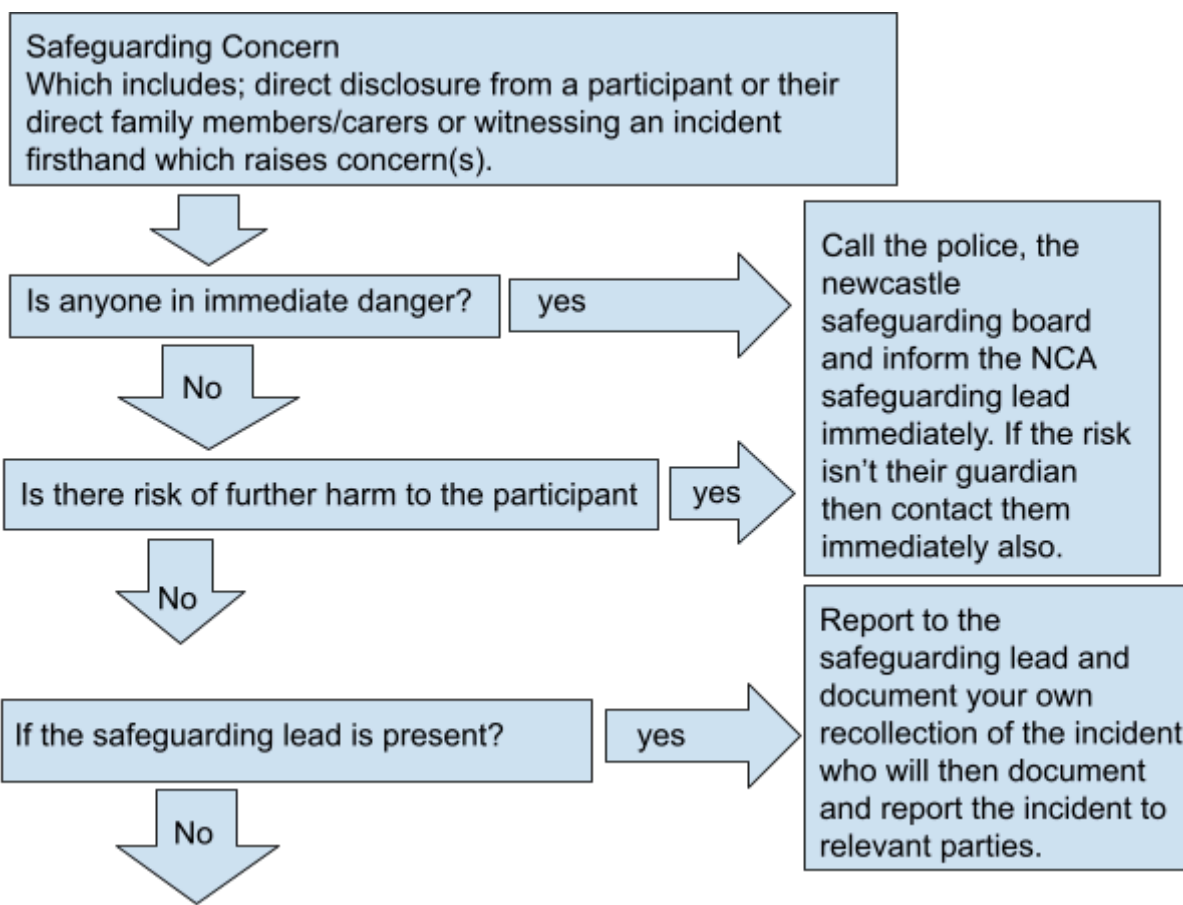 Safeguarding Concern
Which includes; direct disclosure from a participant or their
direct family members/carers or witnessing an incident
firsthand which raises concern(s).
Is anyone in immediate danger?
yes
Call the police, the
newcastle
safeguarding board
and inform the NCA
safeguarding lead
immediately. If the risk
isn't their guardian
then contact them
immediately also.
No
Is there risk of further harm to the participant
yes
No
If the safeguarding lead is present?
yes
Report to the
safeguarding lead and
document your own
recollection of the incident
who will then document
and report the incident to
relevant parties.
No